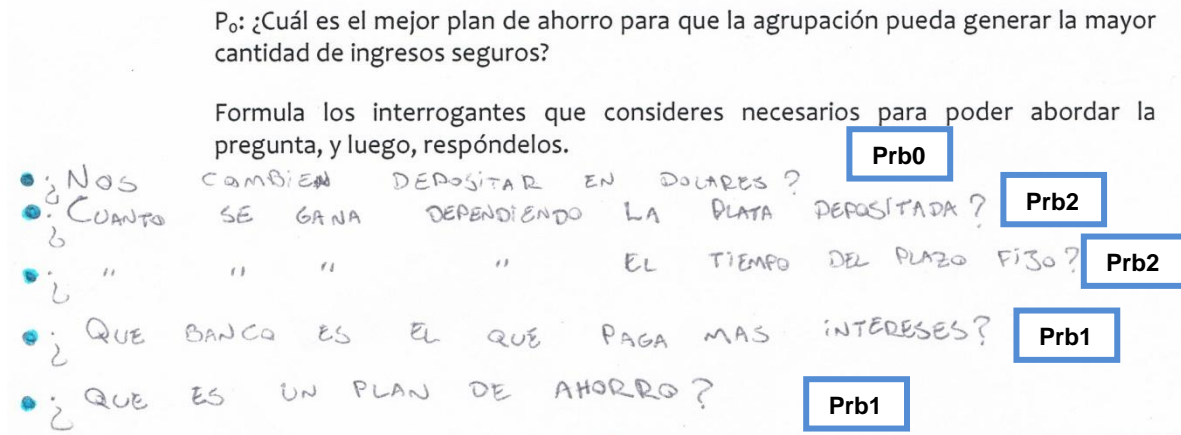 P₀: ¿Cuál es el mejor plan de ahorro para que la agrupación pueda generar la mayor
cantidad de ingresos seguros?
Formula los interrogantes que consideres necesarios para poder abordar la
pregunta, y luego, respóndelos.
Prb0
• ¿NOS COMBIEN DEPOSITAR EN DOLARES?
• ¿CUANTO SE GANA DEPENDIENDO LA PLATA DEPOSITADA? Prb2
• ¿ " " " " EL TIEMPO DEL PLAZO FIJO? Prb2
• ¿QUE BANCO ES EL QUE PAGA MAS INTERESES? Prb1
• ¿QUE ES UN PLAN DE AHORRO? Prb1